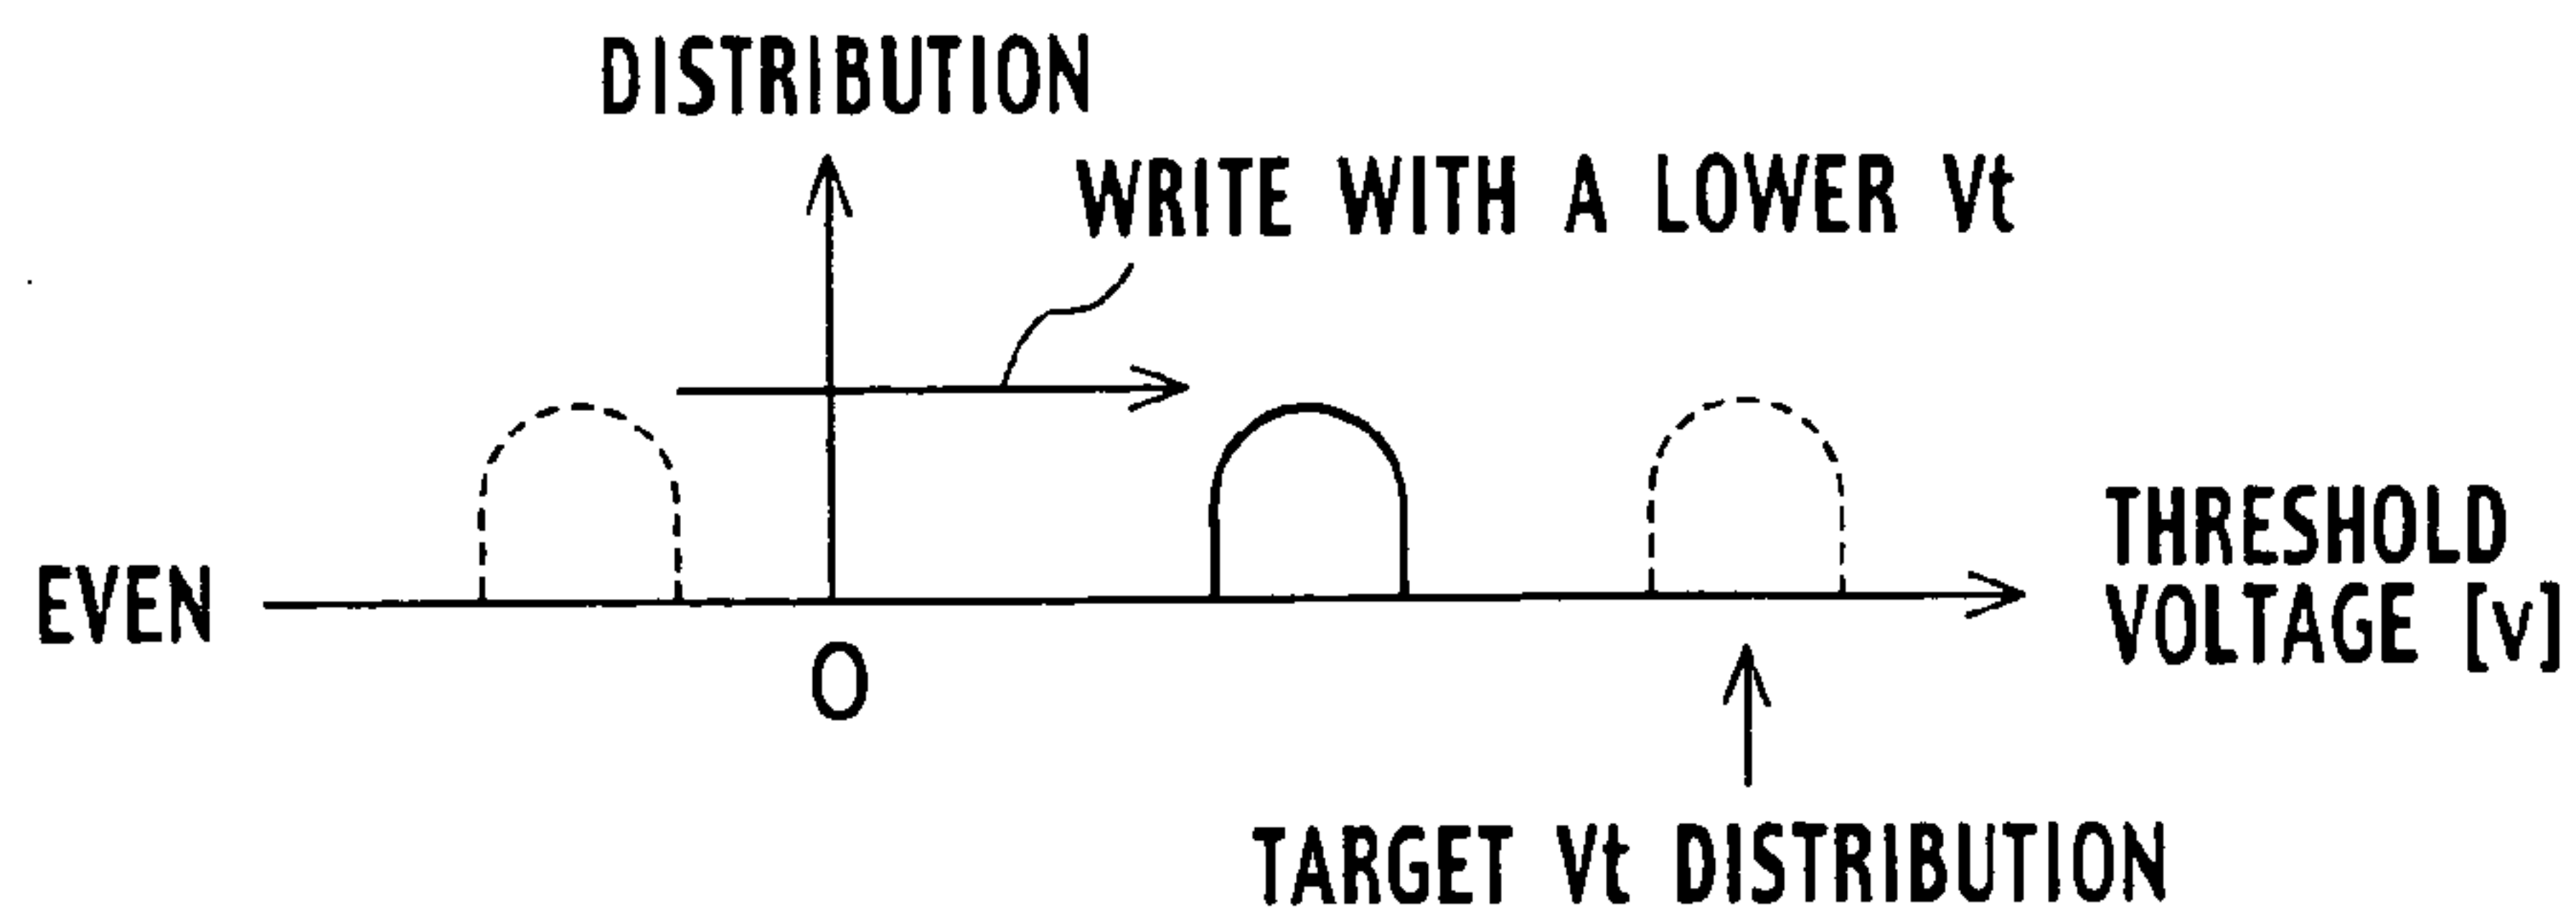 DISTRIBUTION
WRITE WITH A LOWER Vt
THRESHOLD
VOLTAGE [V]
EVEN
0
TARGET Vt DISTRIBUTION